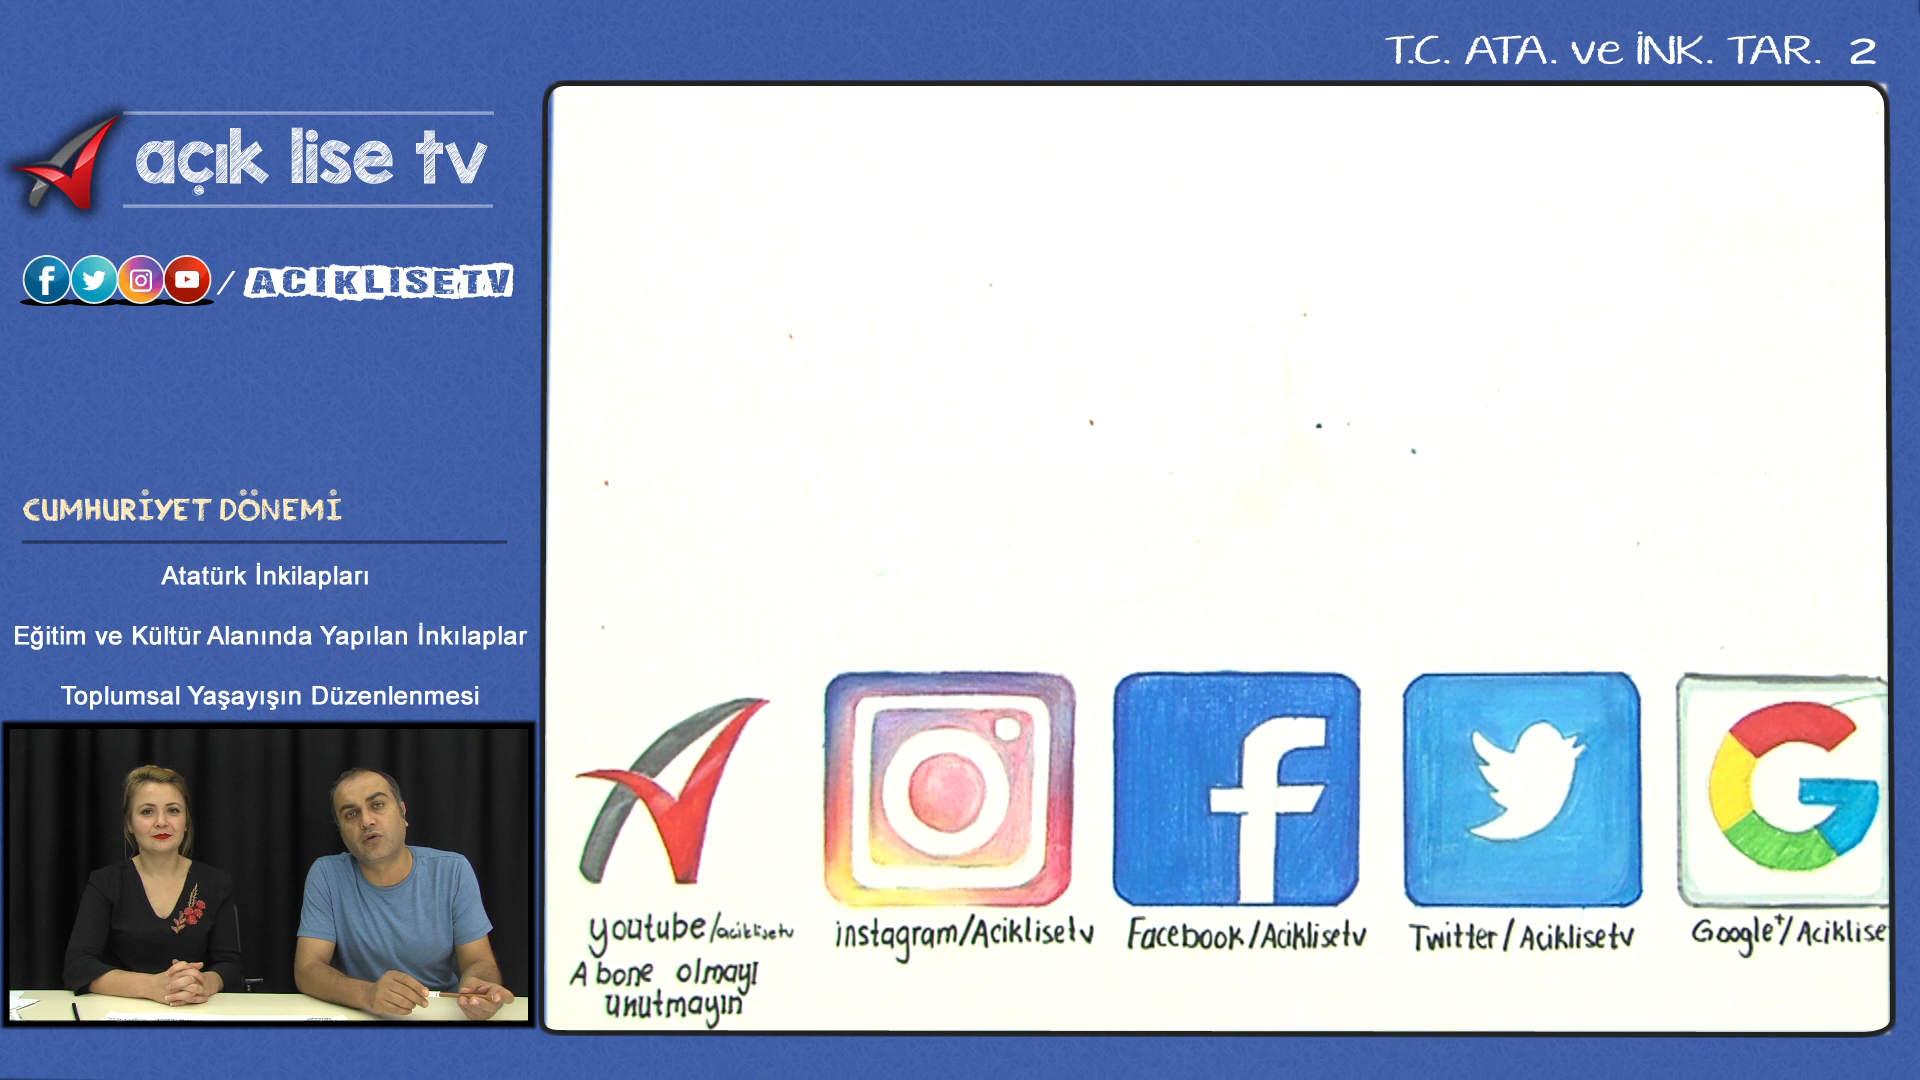 T.C. ATA. ve İNK. TAR. 2
açık lise tv
/ ACIKLISETV
CUMHURİYET DÖNEMİ
Atatürk İnkilapları
Eğitim ve Kültür Alanında Yapılan İnkılaplar
Toplumsal Yaşayışın Düzenlenmesi
youtube/aciklisetv
Abone olmayı
unutmayın
instagram/Aciklisetv
Facebook/Aciklisetv
Twitter/Aciklisetv
Google+/Aciklise